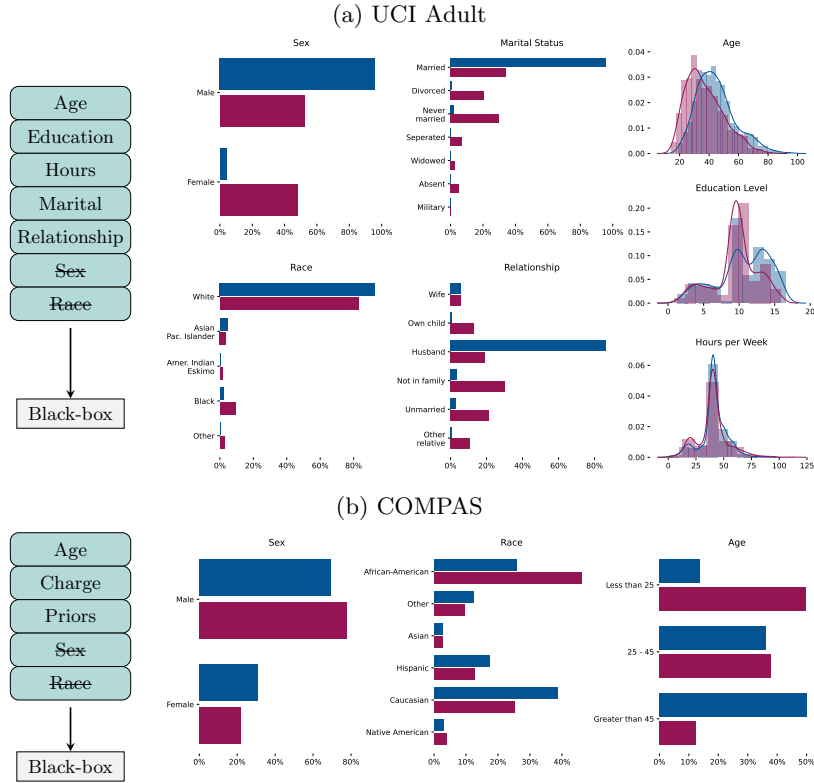 (a) UCI Adult
Age
Education
Hours
Marital
Relationship
Sex
Race
Black-box
Sex
Male
Female
0% 20% 40% 60% 80% 100%
Marital Status
Married
Divorced
Never
married
Seperated
Widowed
Absent
Military
0% 20% 40% 60% 80%
Age
0.04
0.03
0.02
0.01
0.00
20 40 60 80 100
Race
White
Asian
Pac. Islander
Amer. Indian
Eskimo
Black
Other
0% 20% 40% 60% 80%
Relationship
Wife
Own child
Husband
Not in family
Unmarried
Other
relative
0% 20% 40% 60% 80%
Education Level
0.20
0.15
0.10
0.05
0.00
0 5 10 15 20
Hours per Week
0.06
0.04
0.02
0.00
0 25 50 75 100 125
(b) COMPAS
Age
Charge
Priors
Sex
Race
Black-box
Sex
Male
Female
0% 20% 40% 60% 80%
Race
African-American
Other
Asian
Hispanic
Caucasian
Native American
0% 10% 20% 30% 40%
Age
Less than 25
25 - 45
Greater than 45
0% 10% 20% 30% 40% 50%